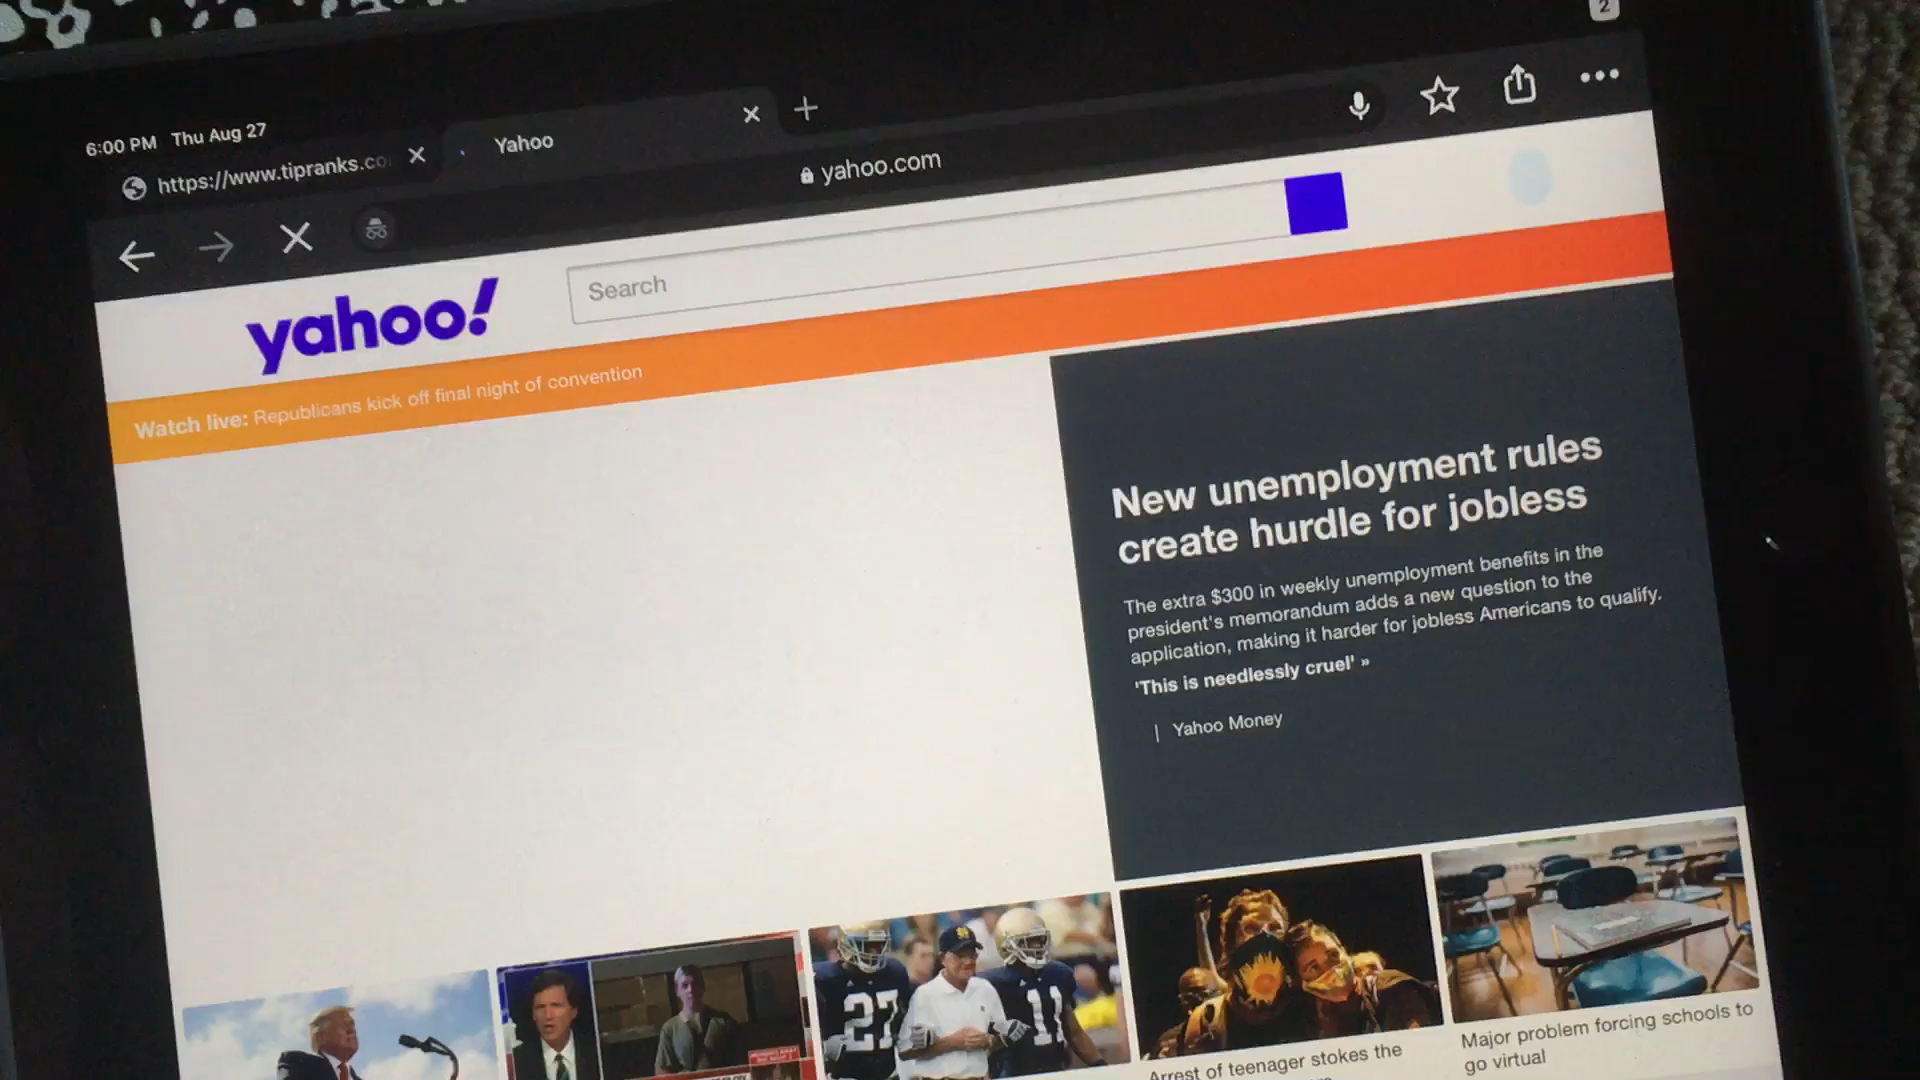 2
6:00 PM Thu Aug 27
https://www.tipranks.co
Yahoo
yahoo.com
yahoo!
Search
Watch live: Republicans kick off final night of convention
New unemployment rules
create hurdle for jobless
The extra $300 in weekly unemployment benefits in the
president's memorandum adds a new question to the
application, making it harder for jobless Americans to qualify.
'This is needlessly cruel' »
| Yahoo Money
27
11
Arrest of teenager stokes the
Major problem forcing schools to
go virtual